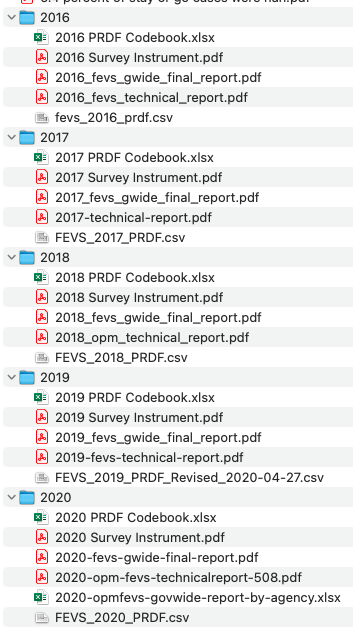 2016
2016 PRDF Codebook.xlsx
2016 Survey Instrument.pdf
2016_fevs_gwide_final_report.pdf
2016_fevs_technical_report.pdf
fevs_2016_prdf.csv
2017
2017 PRDF Codebook.xlsx
2017 Survey Instrument.pdf
2017_fevs_gwide_final_report.pdf
2017-technical-report.pdf
FEVS_2017_PRDF.csv
2018
2018 PRDF Codebook.xlsx
2018 Survey Instrument.pdf
2018_fevs_gwide_final_report.pdf
2018_opm_technical_report.pdf
FEVS_2018_PRDF.csv
2019
2019 PRDF Codebook.xlsx
2019 Survey Instrument.pdf
2019_fevs_gwide_final_report.pdf
2019-fevs-technical-report.pdf
FEVS_2019_PRDF_Revised_2020-04-27.csv
2020
2020 PRDF Codebook.xlsx
2020 Survey Instrument.pdf
2020-fevs-gwide-final-report.pdf
2020-opm-fevs-technicalreport-508.pdf
2020-opmfevs-govwide-report-by-agency.xlsx
FEVS_2020_PRDF.csv